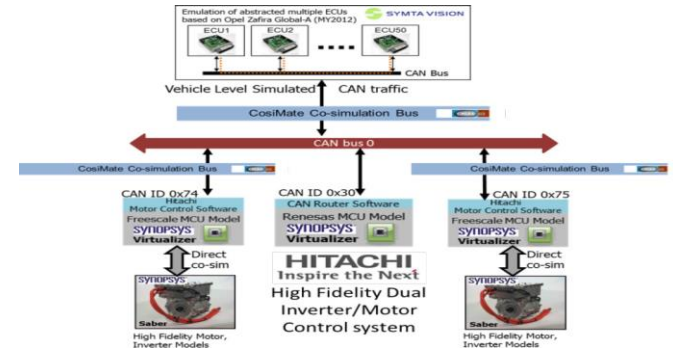 Emulation of abstracted multiple ECUs
based on Opel Zafira Global-A (MY2012)
SYMTA VISION
ECU1 ECU2 ECU50
CAN Bus
Vehicle Level Simulated CAN traffic
CosiMate Co-simulation Bus
CAN bus 0
CosiMate Co-simulation Bus
CosiMate Co-simulation Bus
CAN ID 0x74
Hitachi
Motor Control Software
Freescale MCU Model
SYNOPSYS
Virtualizer
Direct
co-sim
SYNOPSYS
Saber
High Fidelity Motor,
Inverter Models
CAN ID 0x30
CAN Router Software
Renesas MCU Model
SYNOPSYS
Virtualizer
HITACHI
Inspire the Next
High Fidelity Dual
Inverter/Motor
Control system
CAN ID 0x75
Hitachi
Motor Control Software
Freescale MCU Model
SYNOPSYS
Virtualizer
Direct
co-sim
SYNOPSYS
Saber
High Fidelity Motor,
Inverter Models